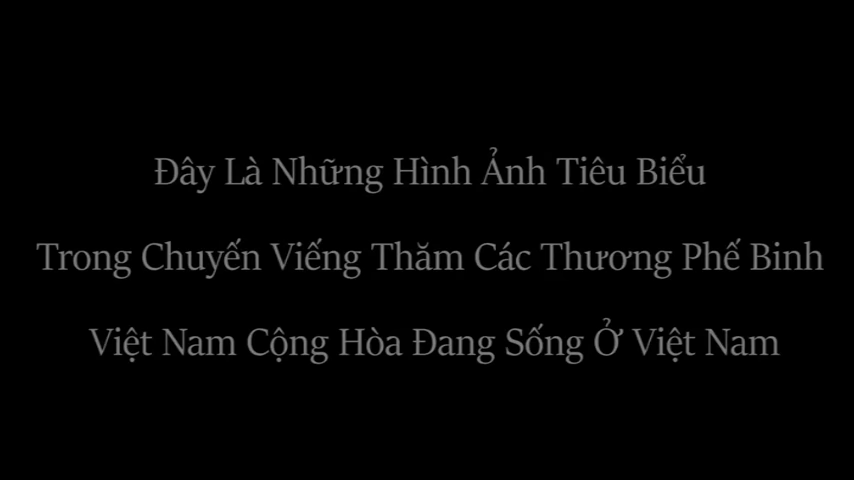 Đây Là Những Hình Ảnh Tiêu Biểu
Trong Chuyến Viếng Thăm Các Thương Phế Binh
Việt Nam Cộng Hòa Đang Sống Ở Việt Nam